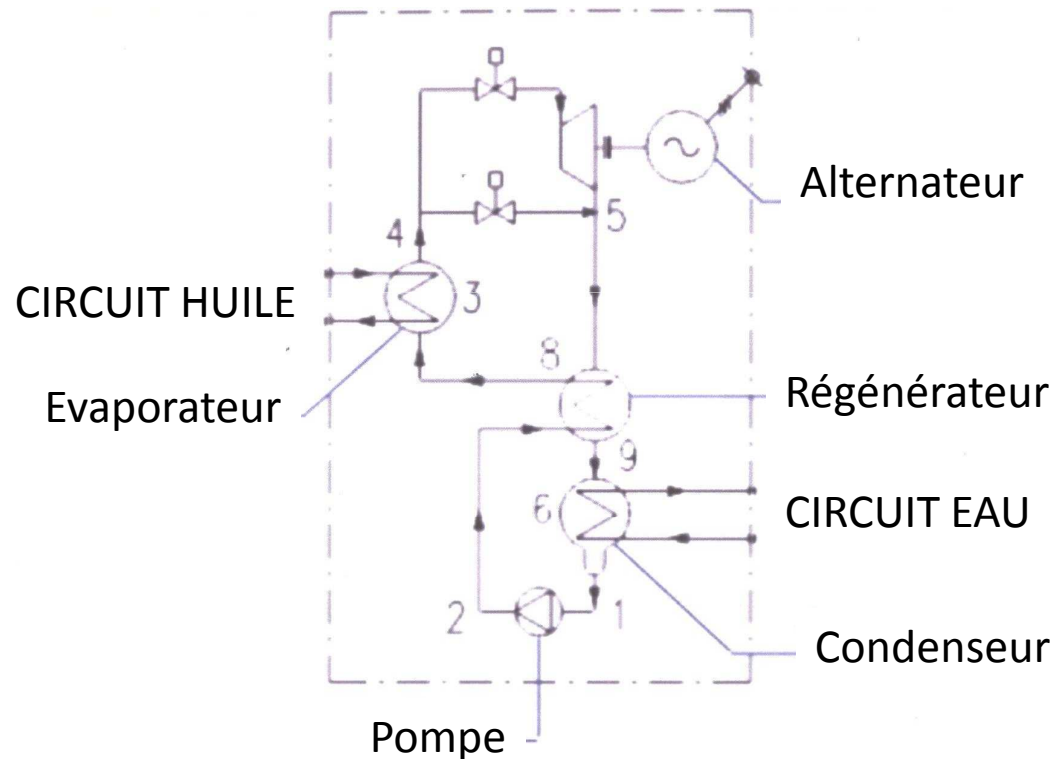 Alternateur
5
4
CIRCUIT HUILE
3
8
Evaporateur
Régénérateur
9
6
CIRCUIT EAU
2
1
Condenseur
Pompe